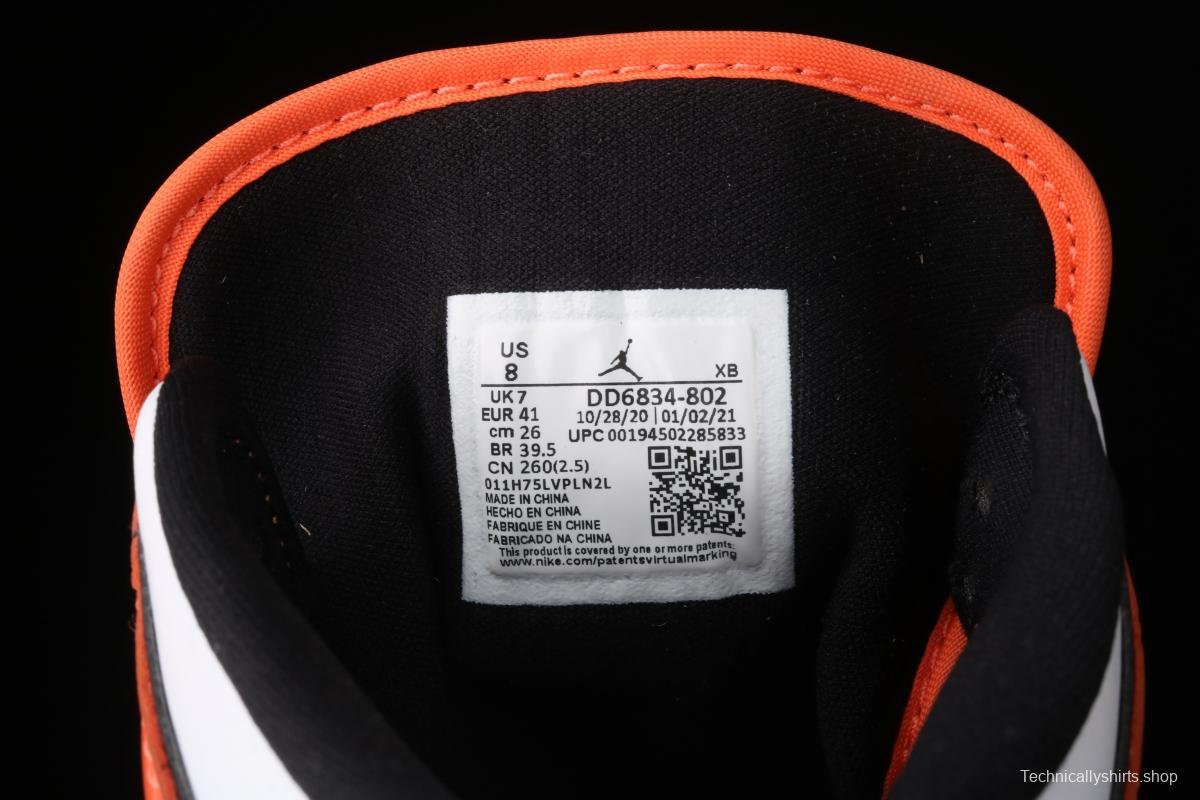 US
8 XB
UK 7 DD6834-802
EUR 41 10/28/20 | 01/02/21
cm 26 UPC 00194502285833
BR 39.5
CN 260(2.5)
011H75LVPLN2L
MADE IN CHINA
HECHO EN CHINA
FABRIQUE EN CHINE
FABRICADO NA CHINA
This product is covered by one or more patents:
www.nike.com/patentsvirtualmarking
Technicallyshirts.shop